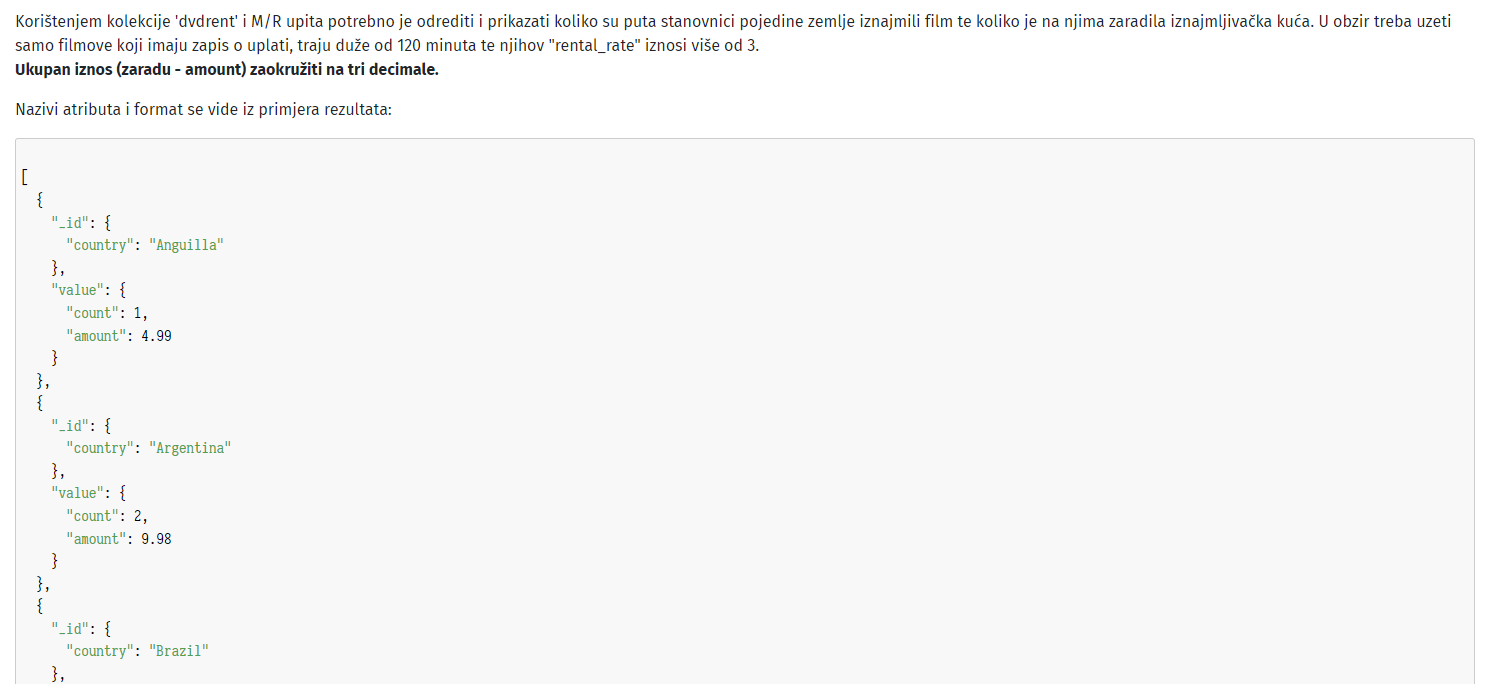 Korištenjem kolekcije 'dvdrent' i M/R upita potrebno je odrediti i prikazati koliko su puta stanovnici pojedine zemlje iznajmili film te koliko je na njima zaradila iznajmljivačka kuća. U obzir treba uzeti
samo filmove koji imaju zapis o uplati, traju duže od 120 minuta te njihov "rental_rate" iznosi više od 3.
Ukupan iznos (zaradu - amount) zaokružiti na tri decimale.
Nazivi atributa i format se vide iz primjera rezultata:
[
  {
    "_id": {
      "country": "Anguilla"
    },
    "value": {
      "count": 1,
      "amount": 4.99
    }
  },
  {
    "_id": {
      "country": "Argentina"
    },
    "value": {
      "count": 2,
      "amount": 9.98
    }
  },
  {
    "_id": {
      "country": "Brazil"
    },